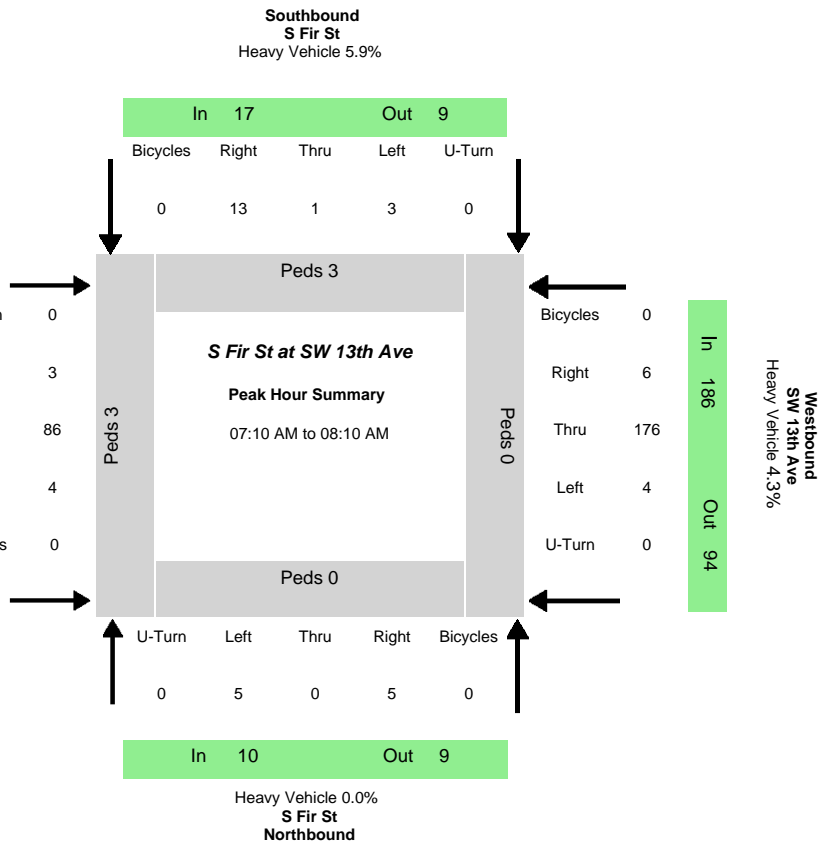 Southbound
S Fir St
Heavy Vehicle 5.9%
In 17 Out 9
Bicycles Right Thru Left U-Turn
0 13 1 3 0
Peds 3
0
3
86
4
0
Peds 3
S Fir St at SW 13th Ave
Peak Hour Summary
07:10 AM to 08:10 AM
Peds 0
Bicycles 0
Right 6
Thru 176
Left 4
U-Turn 0
In 186 Out 94
Westbound
SW 13th Ave
Heavy Vehicle 4.3%
Peds 0
U-Turn Left Thru Right Bicycles
0 5 0 5 0
In 10 Out 9
Heavy Vehicle 0.0%
S Fir St
Northbound